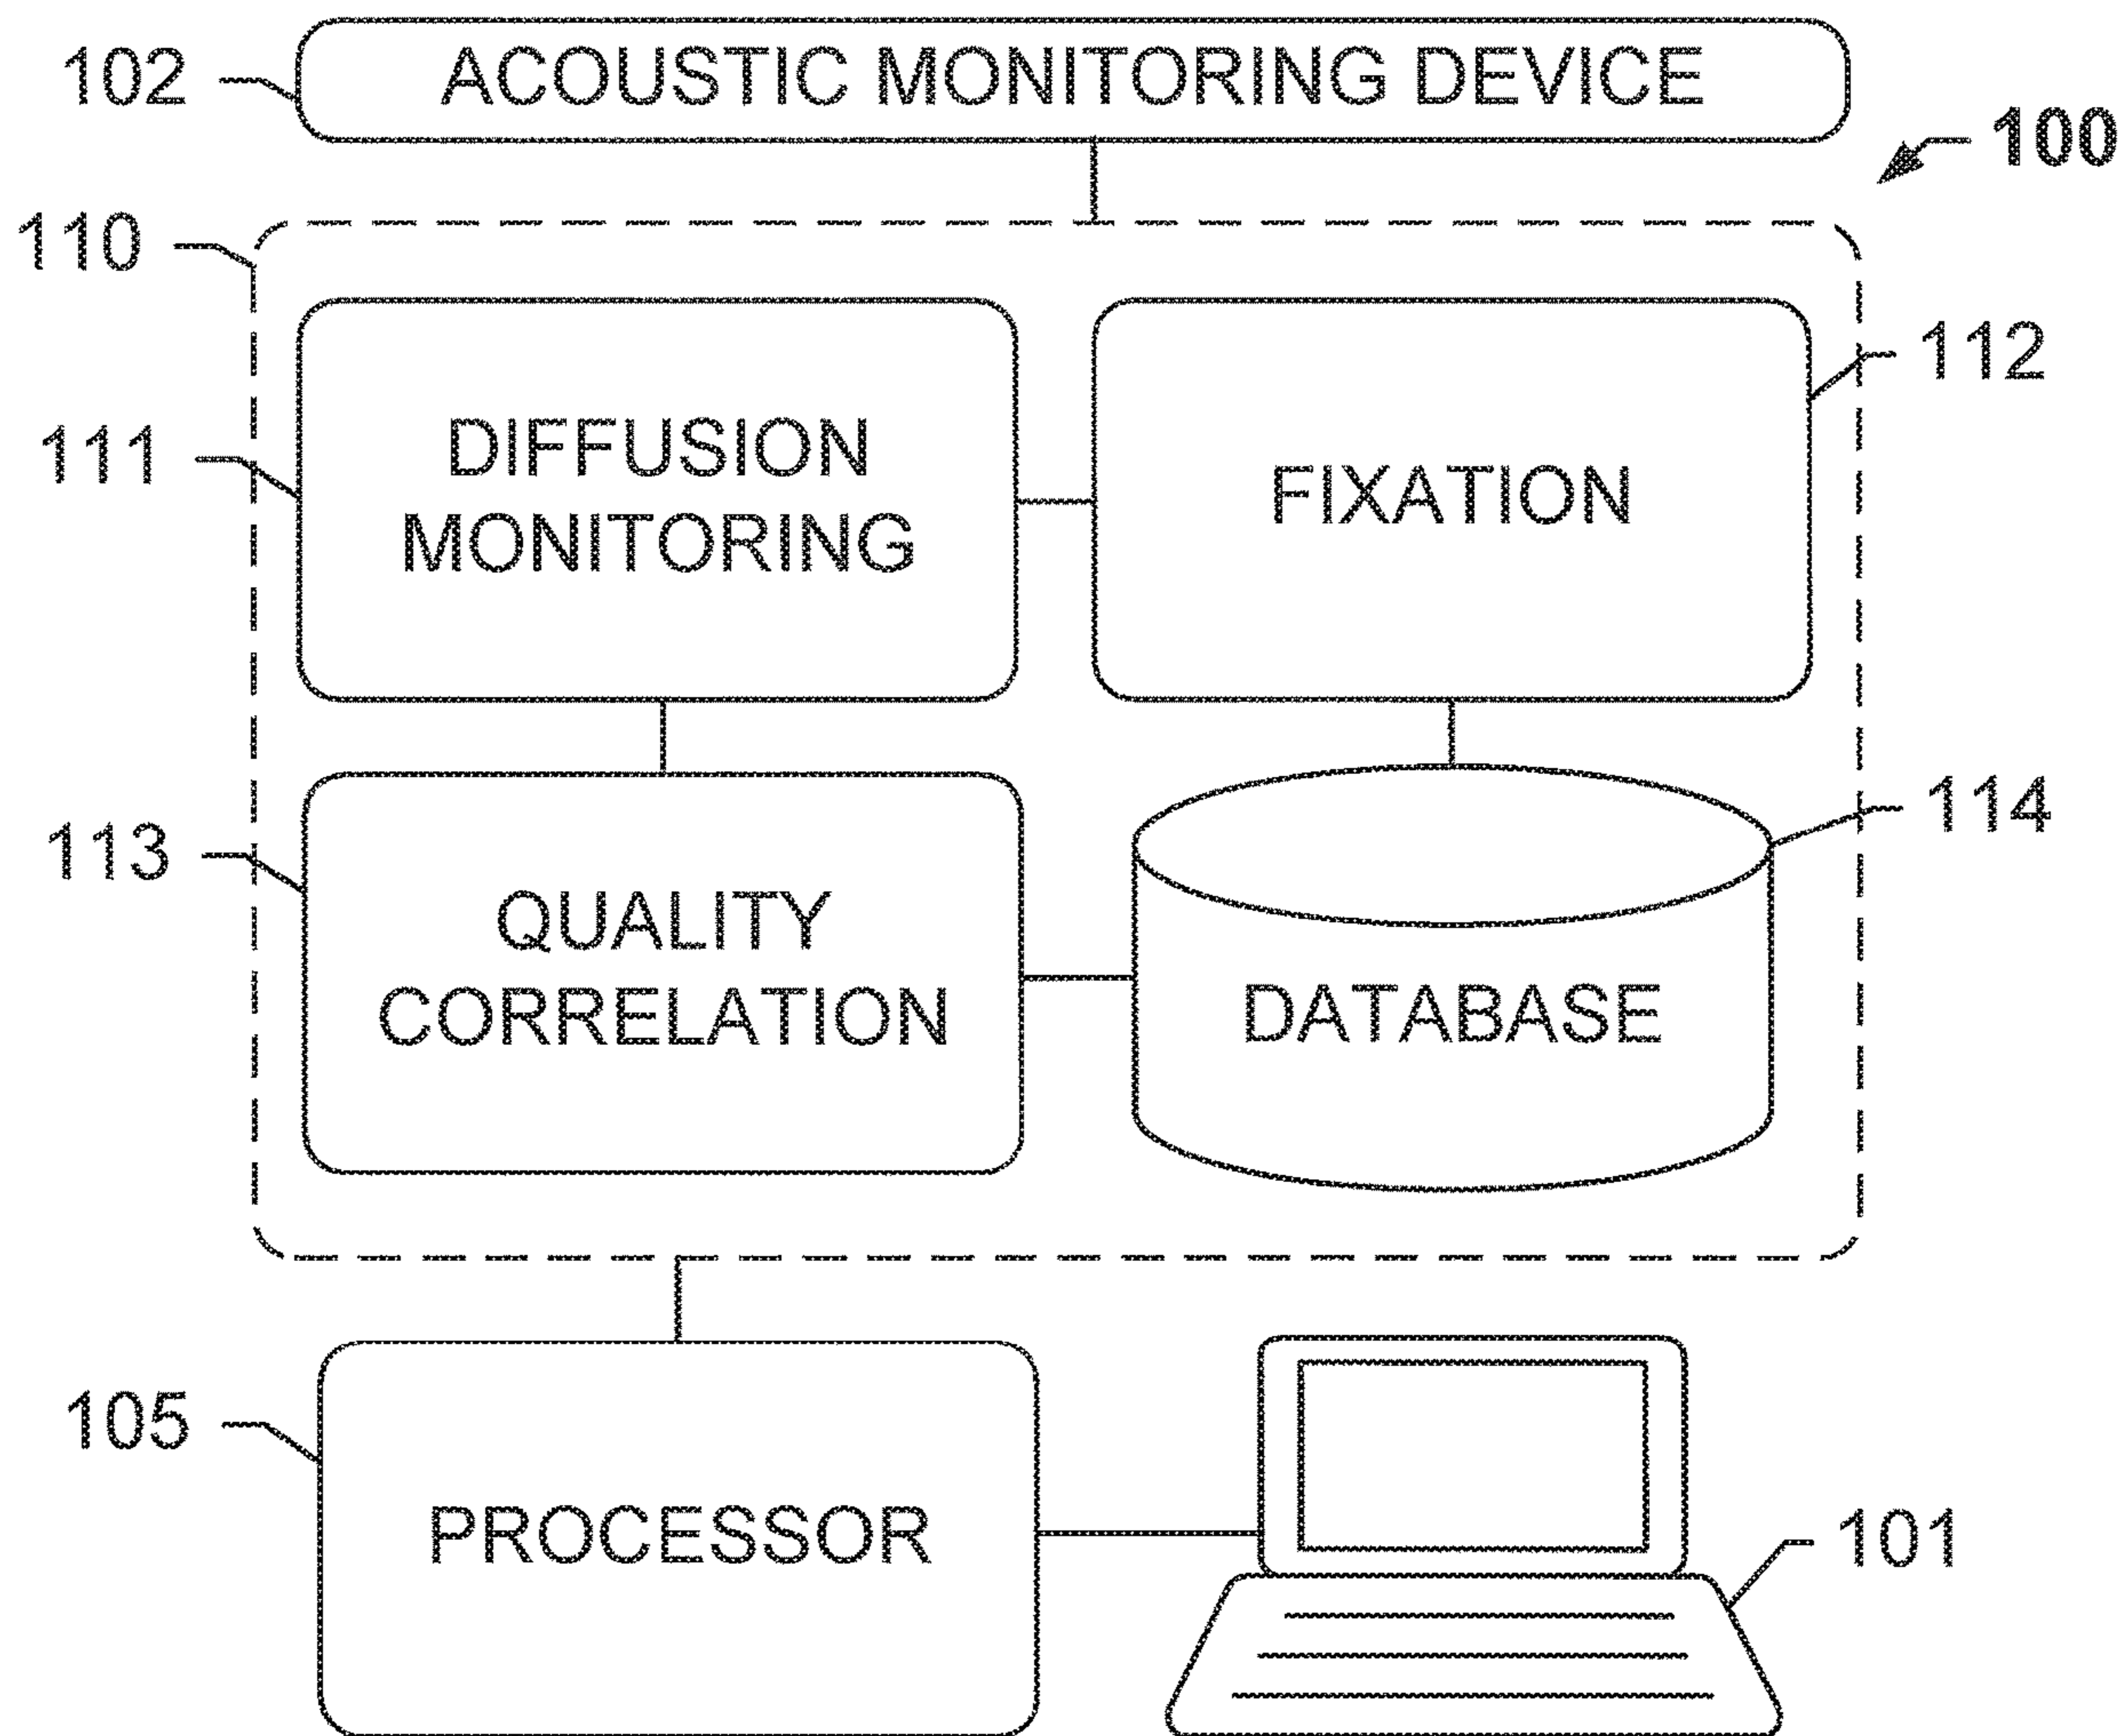 102
ACOUSTIC MONITORING DEVICE
100
110
111
DIFFUSION
MONITORING
FIXATION
112
113
QUALITY
CORRELATION
DATABASE
114
105
PROCESSOR
101